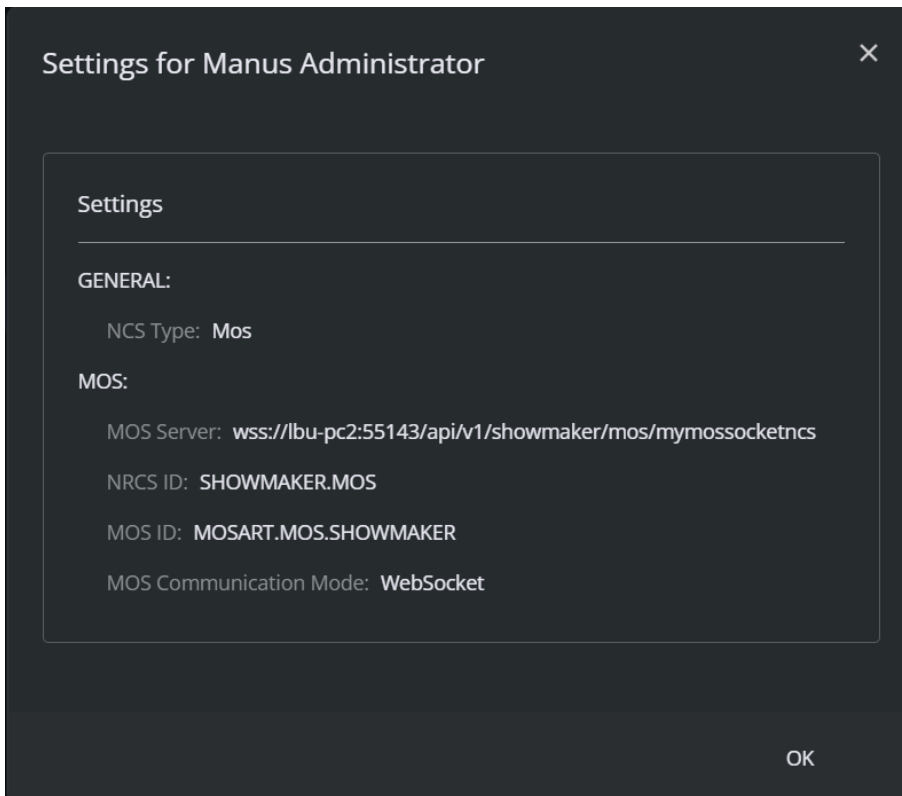 Settings for Manus Administrator
Settings
GENERAL:
NCS Type: Mos
MOS:
MOS Server: wss://lbu-pc2:55143/api/v1/showmaker/mos/mymossocketncs
NRCS ID: SHOWMAKER.MOS
MOS ID: MOSART.MOS.SHOWMAKER
MOS Communication Mode: WebSocket
OK